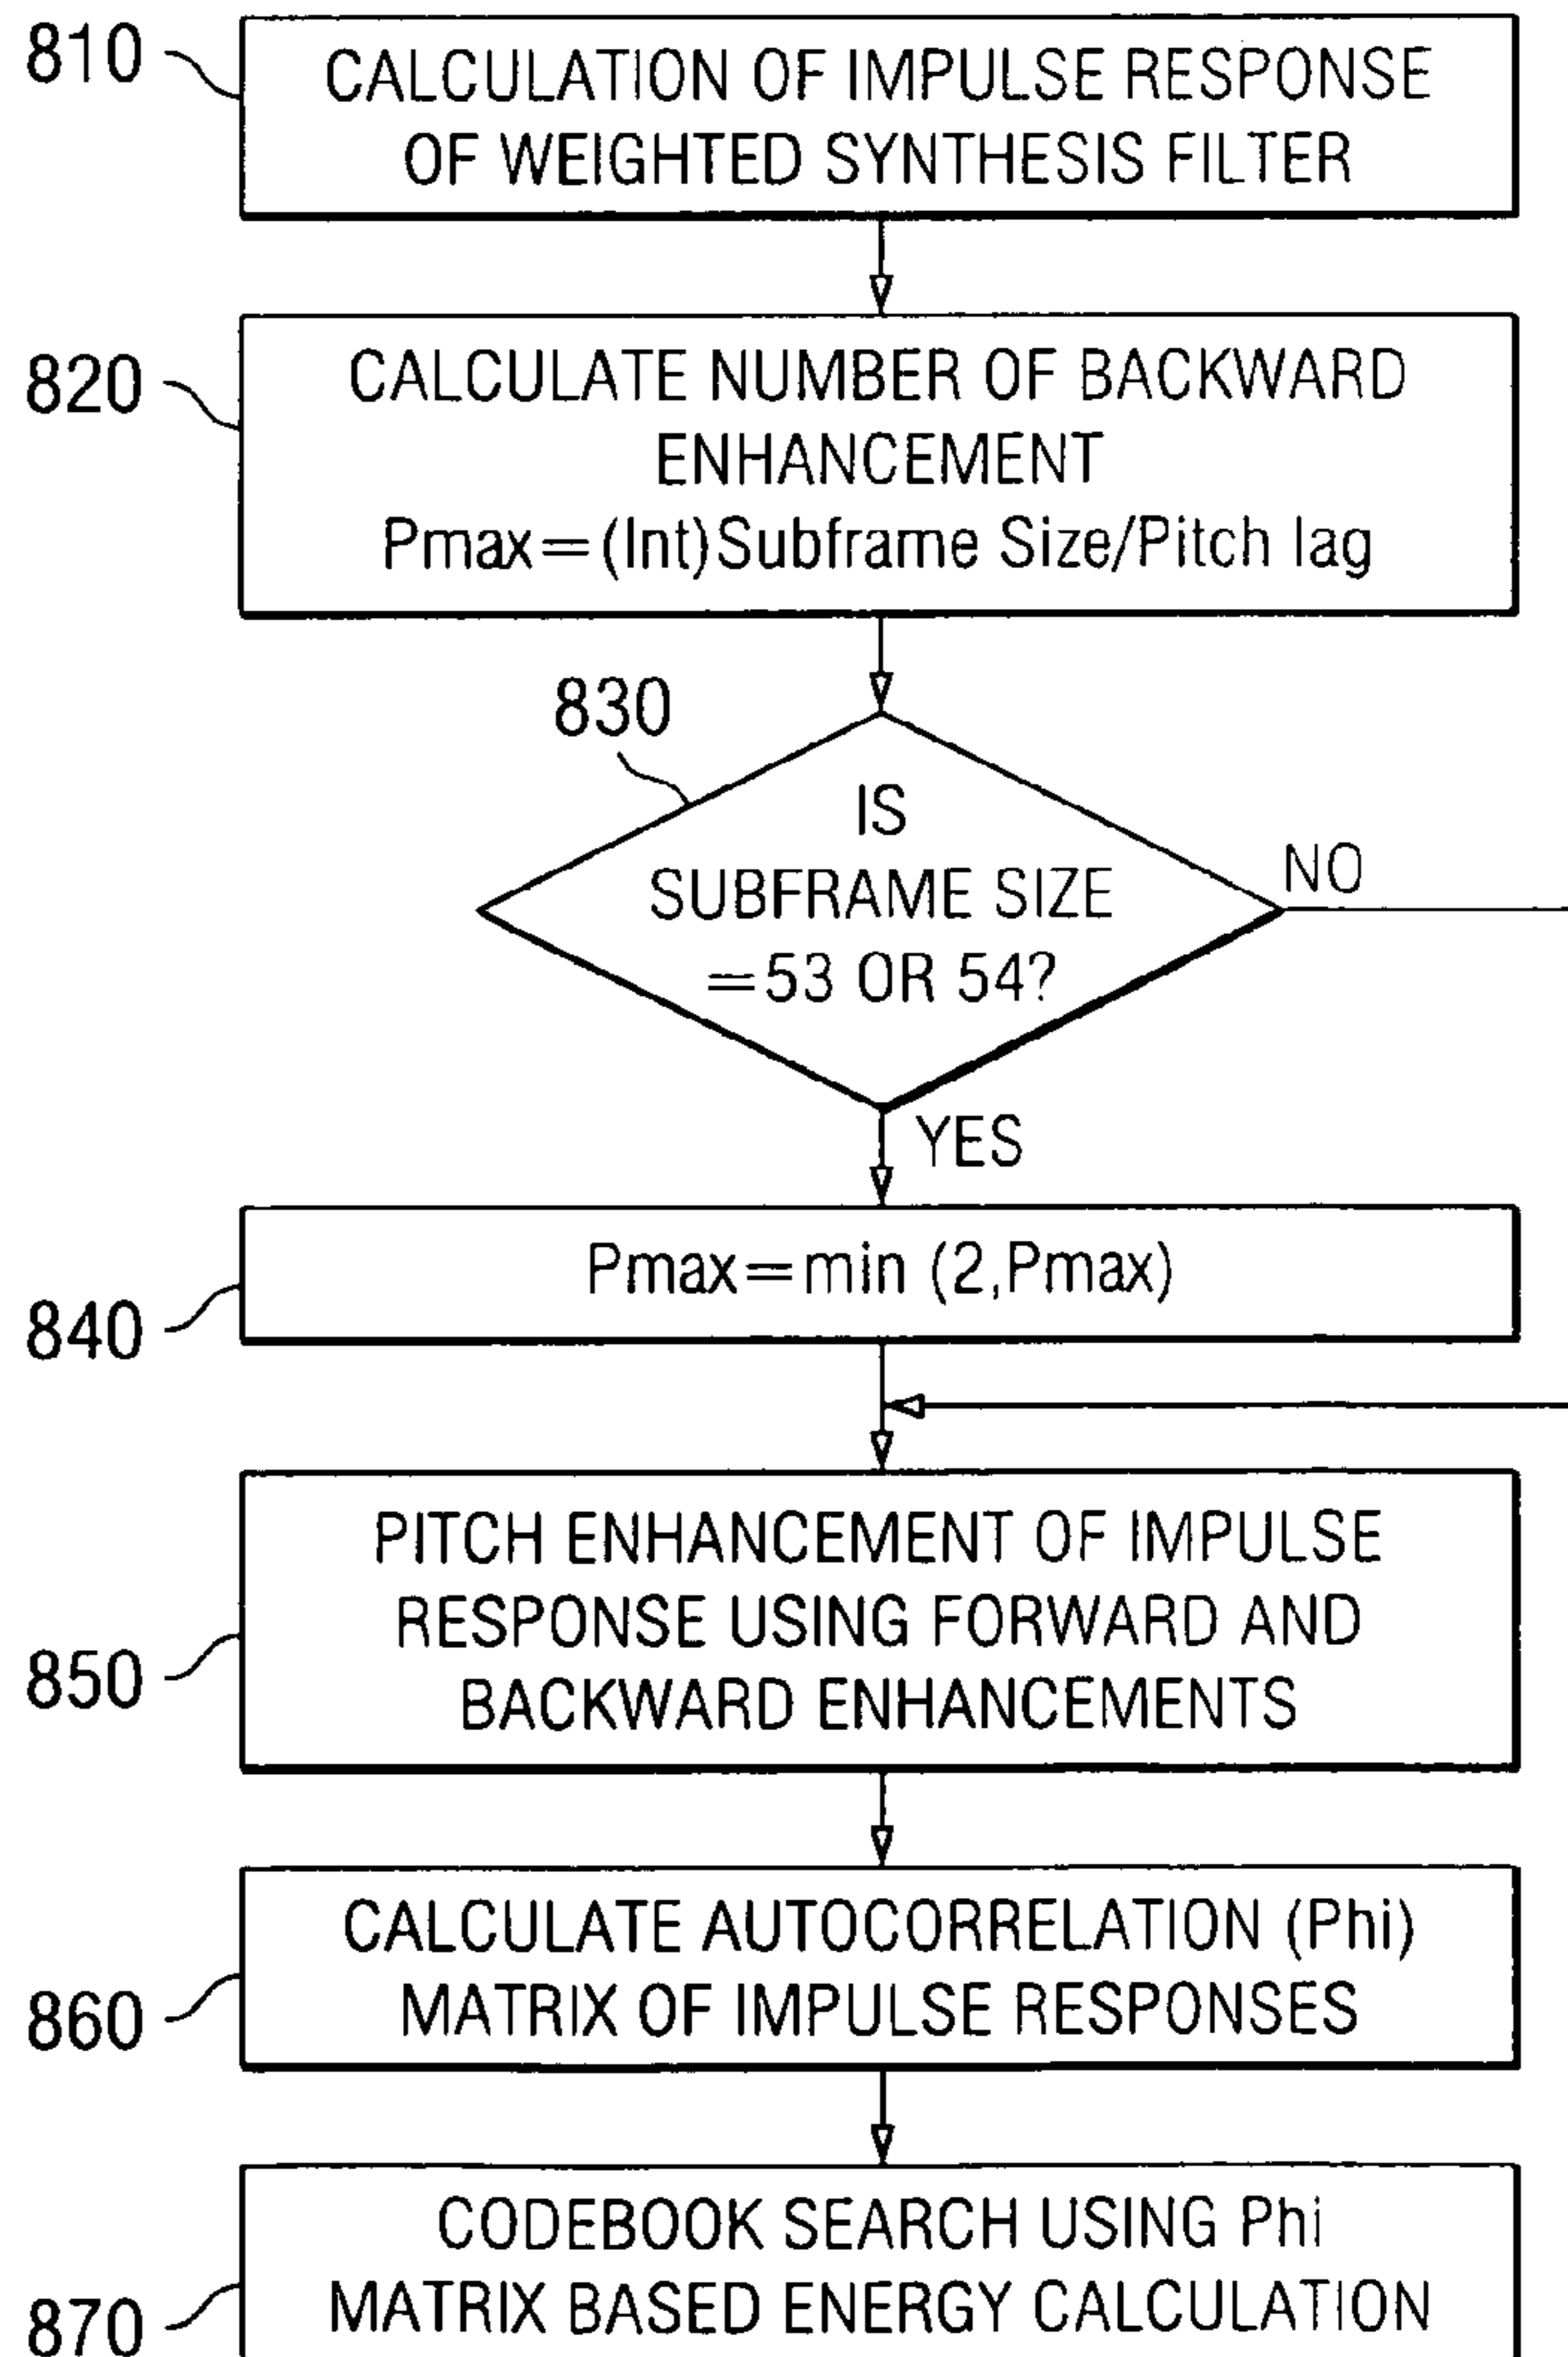 810
CALCULATION OF IMPULSE RESPONSE
OF WEIGHTED SYNTHESIS FILTER
820
CALCULATE NUMBER OF BACKWARD
ENHANCEMENT
Pmax=(Int)Subframe Size/Pitch lag
830
IS
SUBFRAME SIZE
=53 OR 54?
NO
YES
840
Pmax=min (2,Pmax)
850
PITCH ENHANCEMENT OF IMPULSE
RESPONSE USING FORWARD AND
BACKWARD ENHANCEMENTS
860
CALCULATE AUTOCORRELATION (Phi)
MATRIX OF IMPULSE RESPONSES
870
CODEBOOK SEARCH USING Phi
MATRIX BASED ENERGY CALCULATION